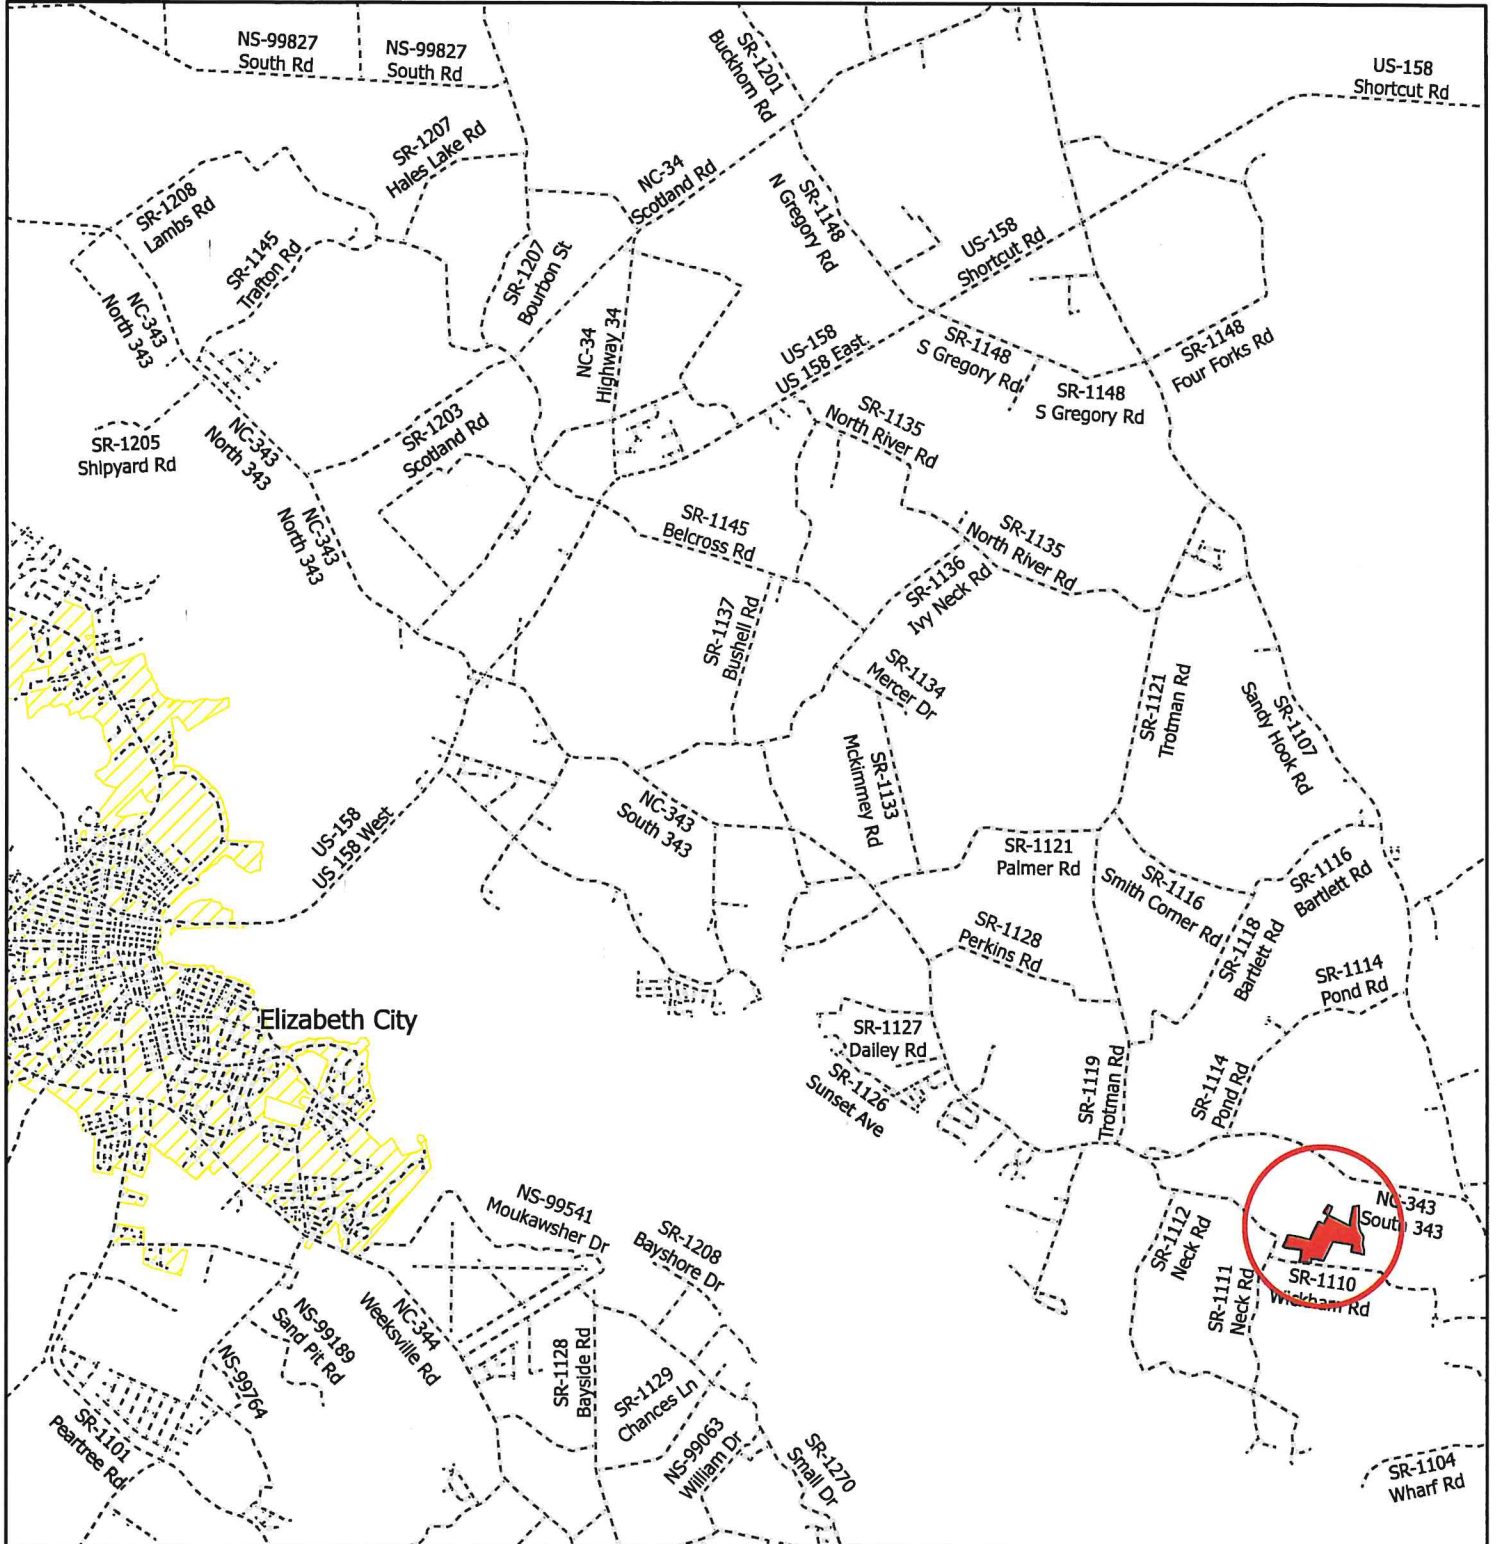 NS-99827
South Rd
NS-99827
South Rd
SR-1201
Buckhorn Rd
US-158
Shortcut Rd
SR-1207
Hales Lake Rd
NC-34
Scotland Rd
SR-1208
Lambs Rd
SR-1148
N Gregory Rd
SR-1145
Trafton Rd
SR-1207
Bourbon St
US-158
Shortcut Rd
NC-343
North 343
NC-34
Highway 34
US-158
US 158 East
SR-1148
S Gregory Rd
SR-1148
Four Forks Rd
SR-1148
S Gregory Rd
SR-1205
Shipyard Rd
NC-343
North 343
SR-1203
Scotland Rd
SR-1135
North River Rd
NC-343
North 343
SR-1145
Belcross Rd
SR-1135
North River Rd
SR-1136
Ivy Neck Rd
SR-1137
Bushell Rd
SR-1134
Mercer Dr
SR-1121
Trotman Rd
SR-1107
Sandy Hook Rd
SR-1133
Mckimmey Rd
US-158
US 158 West
NC-343
South 343
SR-1121
Palmer Rd
SR-1116
Smith Corner Rd
SR-1116
Bartlett Rd
SR-1128
Perkins Rd
SR-1118
Bartlett Rd
SR-1114
Pond Rd
Elizabeth City
SR-1127
Dailey Rd
SR-1126
Sunset Ave
SR-1119
Trotman Rd
SR-1114
Pond Rd
NS-99541
Moukawsher Dr
SR-1208
Bayshore Dr
SR-1112
Neck Rd
NC-343
South 343
SR-1111
Neck Rd
SR-1110
Wickham Rd
NS-99189
Sand Pit Rd
NC-344
Weeksville Rd
NS-99764
SR-1128
Bayside Rd
SR-1129
Chances Ln
SR-1101
Peartree Rd
NS-99063
William Dr
SR-1270
Small Dr
SR-1104
Wharf Rd